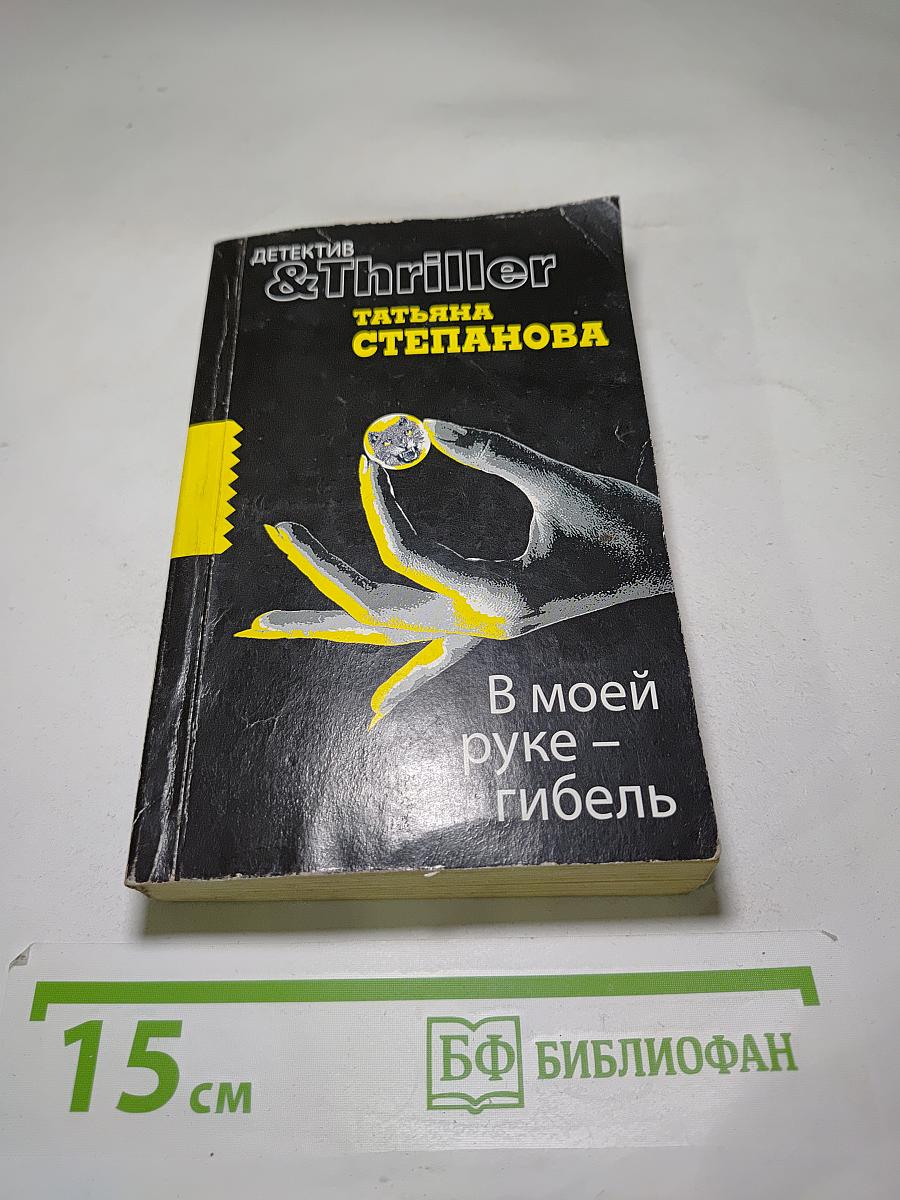 ДЕТЕКТИВ
&Thriller
ТАТЬЯНА
СТЕПАНОВА
В моей
руке –
гибель
15 см
БФ БИБЛИОФАН